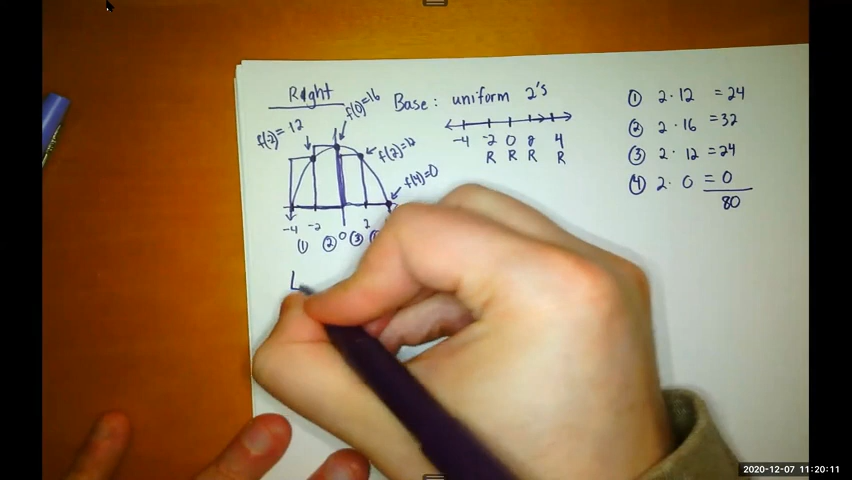 Right
Base: uniform 2's
f(-2)=12
f(0)=16
f(2)=12
f(4)=0
-4 -2 0 2 4
R R R R
-4 -2 0 2
① ② ③
① 2·12 =24
② 2·16 =32
③ 2·12 =24
④ 2·0 =0
80
L
2020-12-07 11:20:11